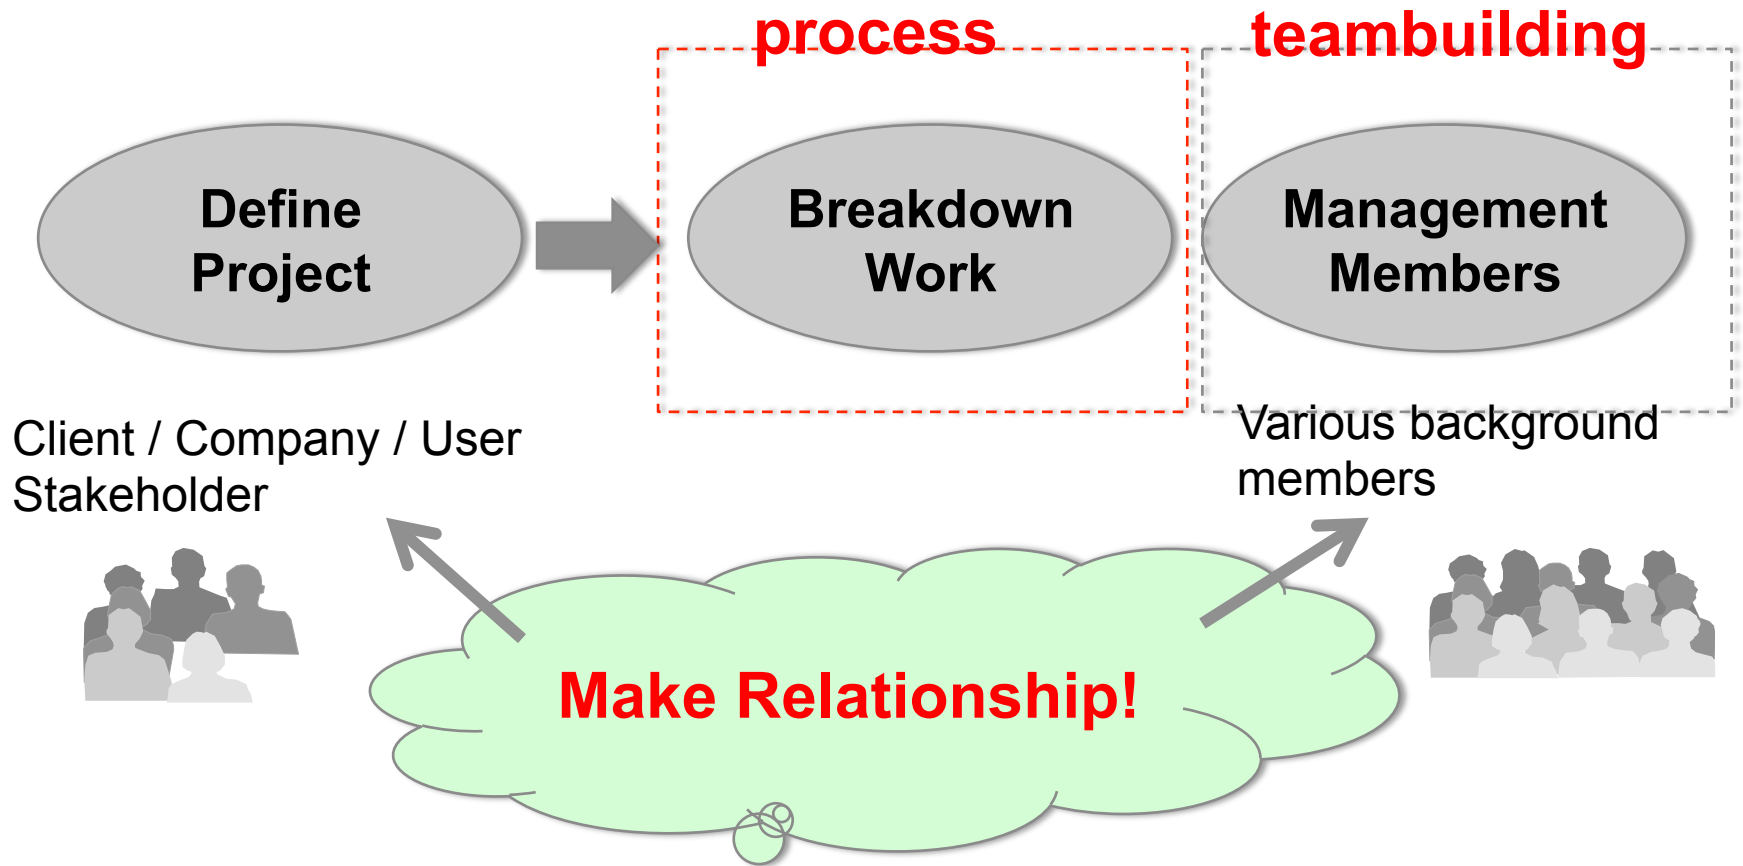 process
teambuilding
Define
Project
Breakdown
Work
Management
Members
Client / Company / User
Stakeholder
Various background
members
Make Relationship!